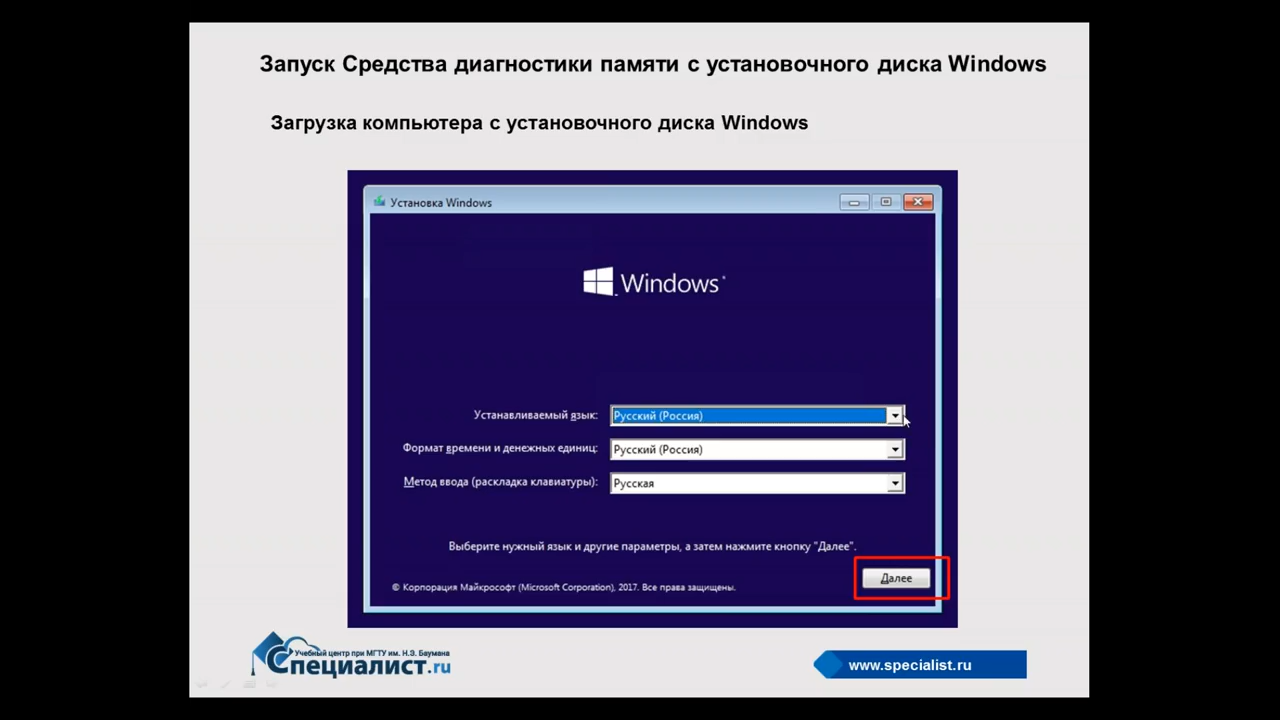 Запуск Средства диагностики памяти с установочного диска Windows
Загрузка компьютера с установочного диска Windows
Установка Windows
Windows
Устанавливаемый язык: Русский (Россия)
Формат времени и денежных единиц: Русский (Россия)
Метод ввода (раскладка клавиатуры): Русская
Выберите нужный язык и другие параметры, а затем нажмите кнопку "Далее".
Далее
© Корпорация Майкрософт (Microsoft Corporation), 2017. Все права защищены.
Учебный центр при МГТУ им. Н.Э. Баумана
Специалист.ru
www.specialist.ru